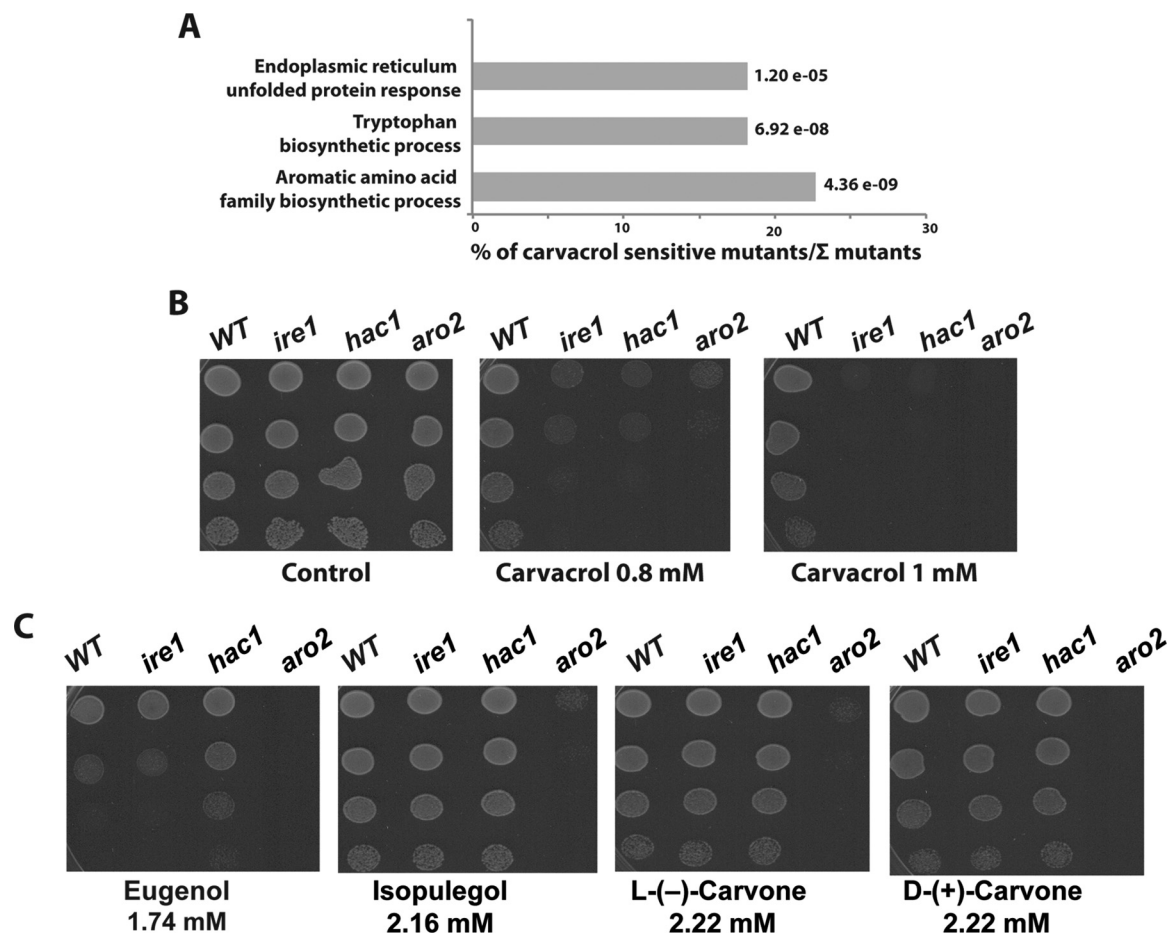 A
Endoplasmic reticulum
unfolded protein response
1.20 e-05
Tryptophan
biosynthetic process
6.92 e-08
Aromatic amino acid
family biosynthetic process
4.36 e-09
0 10 20 30
% of carvacrol sensitive mutants/Σ mutants
B
WT ire1 hac1 aro2 WT ire1 hac1 aro2 WT ire1 hac1 aro2
Control Carvacrol 0.8 mM Carvacrol 1 mM
C
WT ire1 hac1 aro2 WT ire1 hac1 aro2 WT ire1 hac1 aro2 WT ire1 hac1 aro2
Eugenol Isopulegol L-(–)-Carvone D-(+)-Carvone
1.74 mM 2.16 mM 2.22 mM 2.22 mM